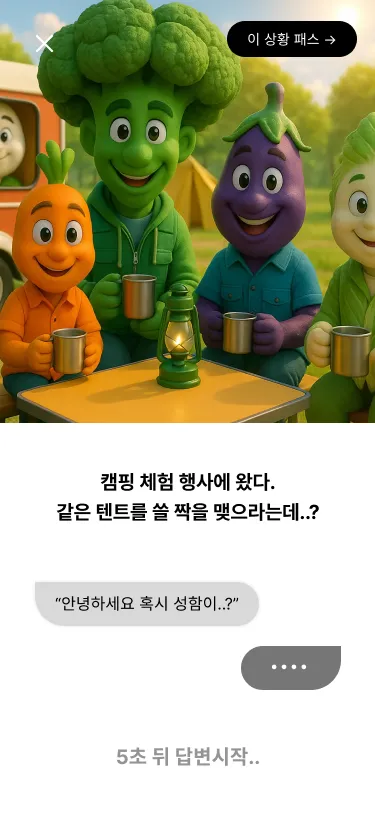 이 상황 패스 →
캠핑 체험 행사에 왔다.
같은 텐트를 쓸 짝을 맺으라는데..?
“안녕하세요 혹시 성함이..?”
••••
5초 뒤 답변시작..